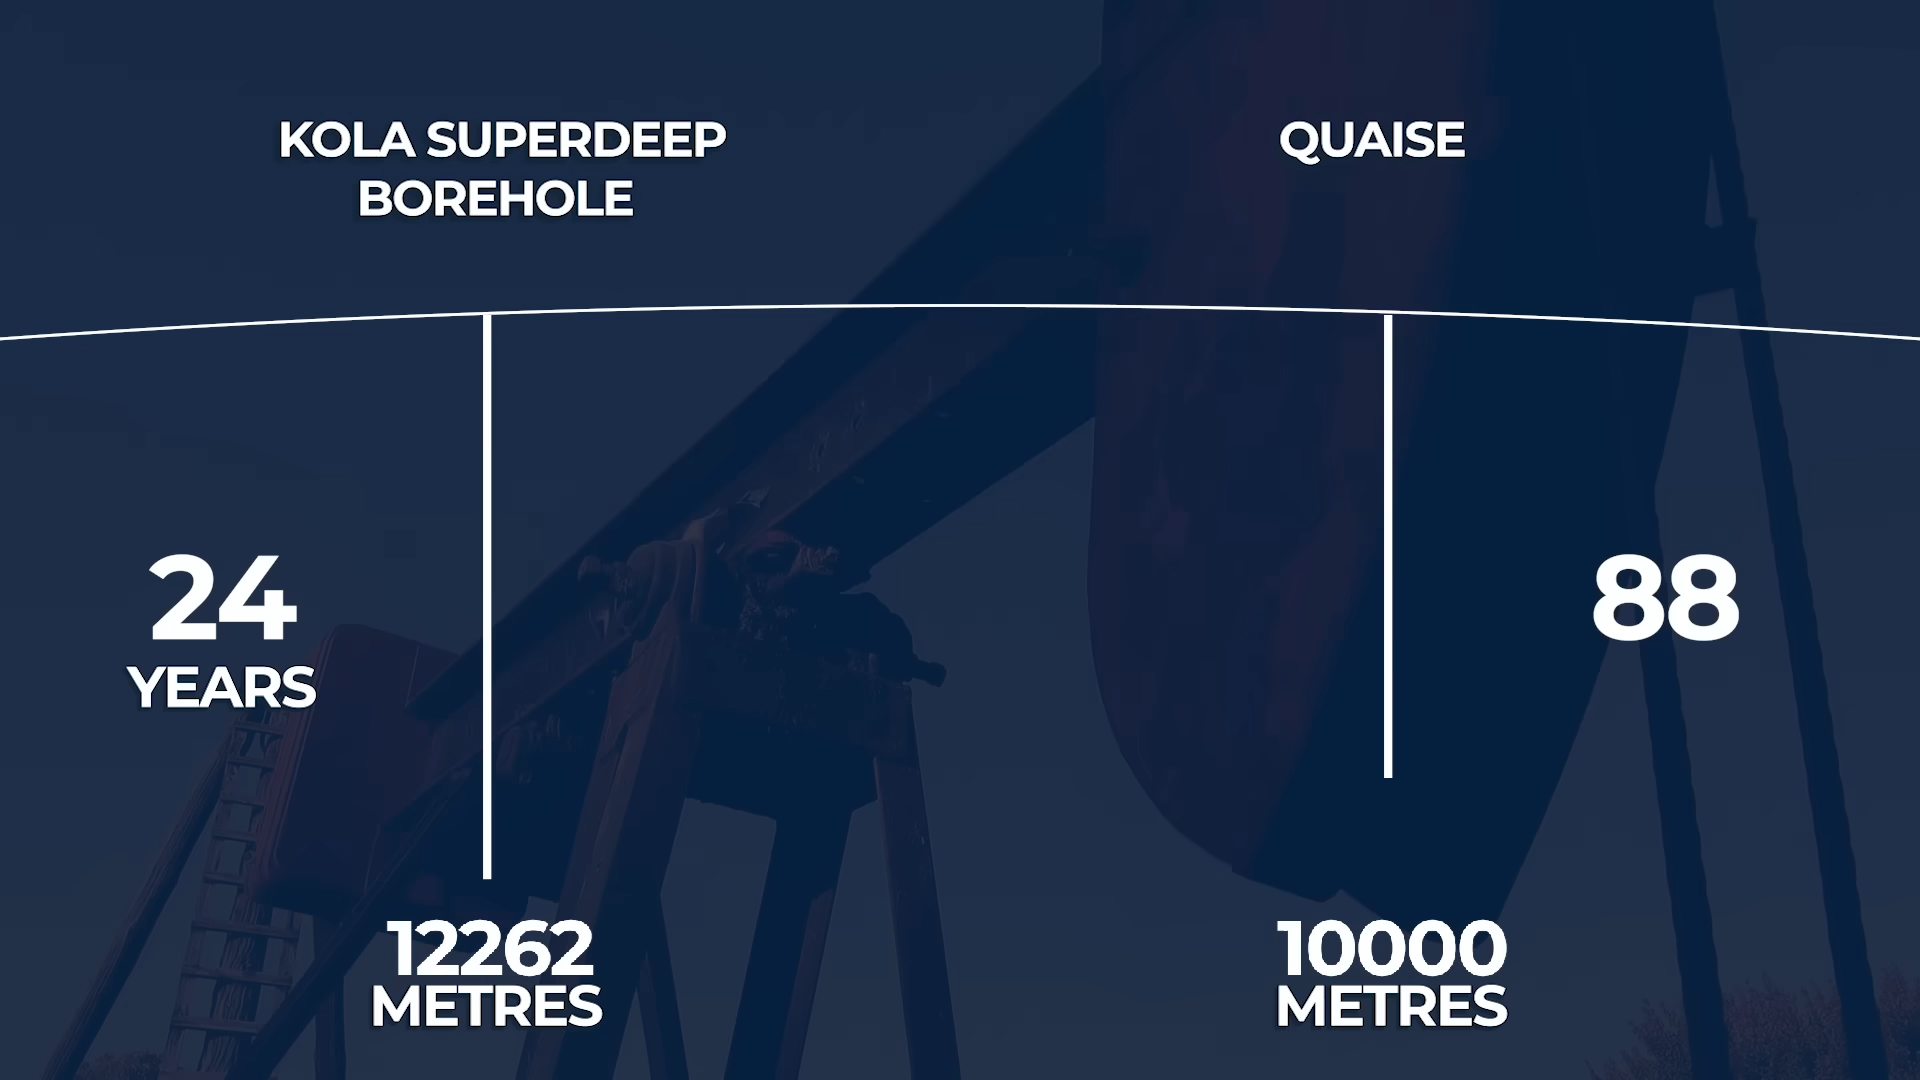 KOLA SUPERDEEP
BOREHOLE
24
YEARS
12262
METRES
QUAISE
88
10000
METRES